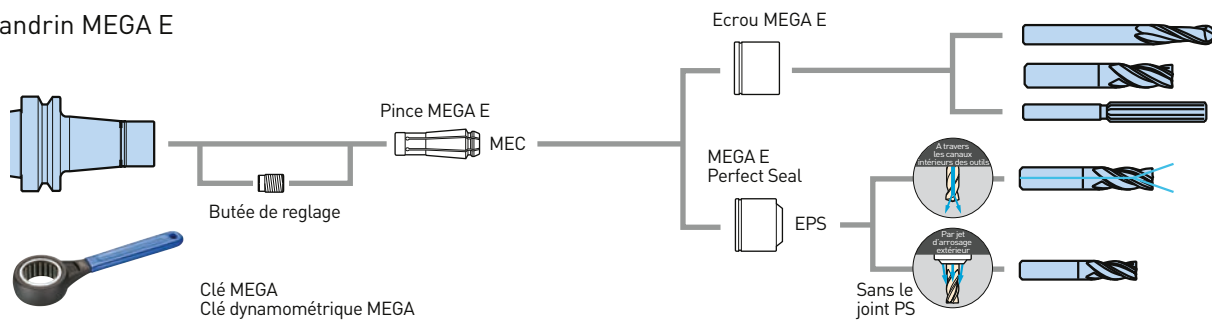 andrin MEGA E
Ecrou MEGA E
Pince MEGA E
MEC
Butée de reglage
MEGA E
Perfect Seal
EPS
A travers
les canaux
intérieurs des outils
Par jet
d'arrosage
extérieur
Sans le
joint PS
Clé MEGA
Clé dynamométrique MEGA